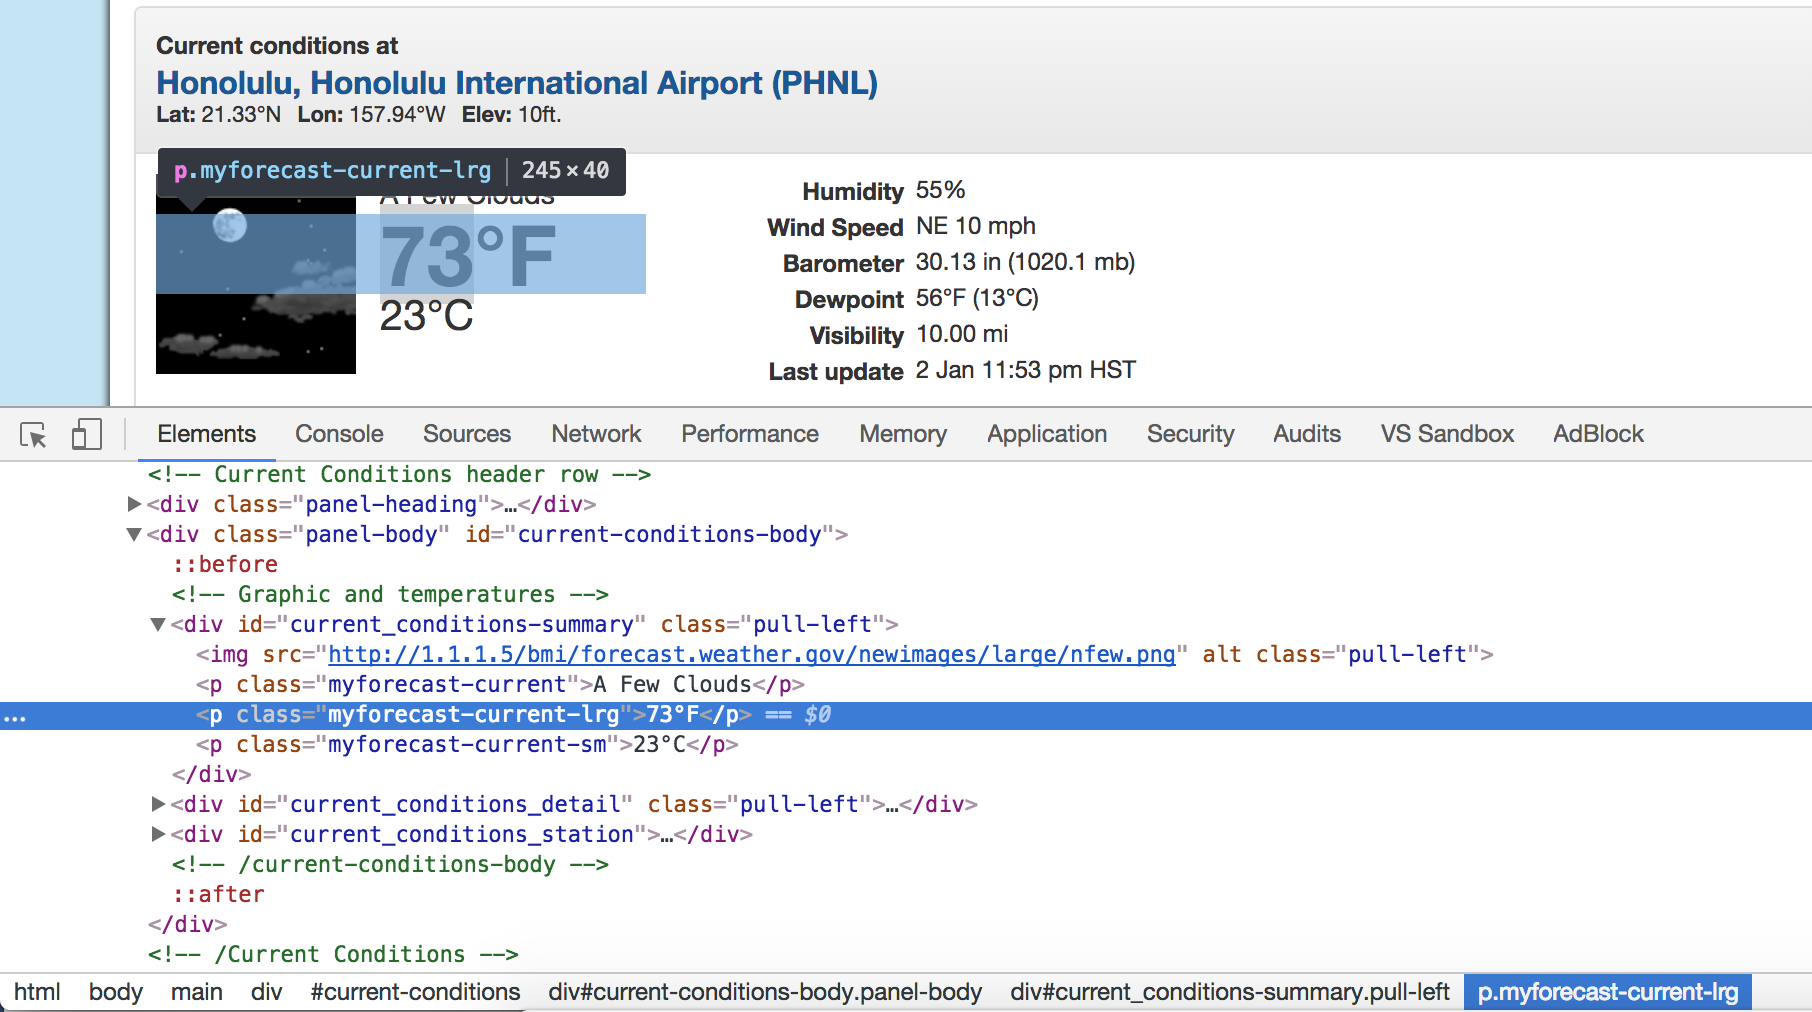 Current conditions at
Honolulu, Honolulu International Airport (PHNL)
Lat: 21.33°N Lon: 157.94°W Elev: 10ft.
p.myforecast-current-lrg 245×40
A Few Clouds
73°F
23°C
Humidity 55%
Wind Speed NE 10 mph
Barometer 30.13 in (1020.1 mb)
Dewpoint 56°F (13°C)
Visibility 10.00 mi
Last update 2 Jan 11:53 pm HST
Elements Console Sources Network Performance Memory Application Security Audits VS Sandbox AdBlock
<!-- Current Conditions header row -->
<div class="panel-heading">…</div>
<div class="panel-body" id="current-conditions-body">
::before
<!-- Graphic and temperatures -->
<div id="current_conditions-summary" class="pull-left">
<img src="http://1.1.1.5/bmi/forecast.weather.gov/newimages/large/nfew.png" alt class="pull-left">
<p class="myforecast-current">A Few Clouds</p>
... <p class="myforecast-current-lrg">73°F</p> == $0
<p class="myforecast-current-sm">23°C</p>
</div>
<div id="current_conditions_detail" class="pull-left">…</div>
<div id="current_conditions_station">…</div>
<!-- /current-conditions-body -->
::after
</div>
<!-- /Current Conditions -->
html body main div #current-conditions div#current-conditions-body.panel-body div#current_conditions-summary.pull-left p.myforecast-current-lrg